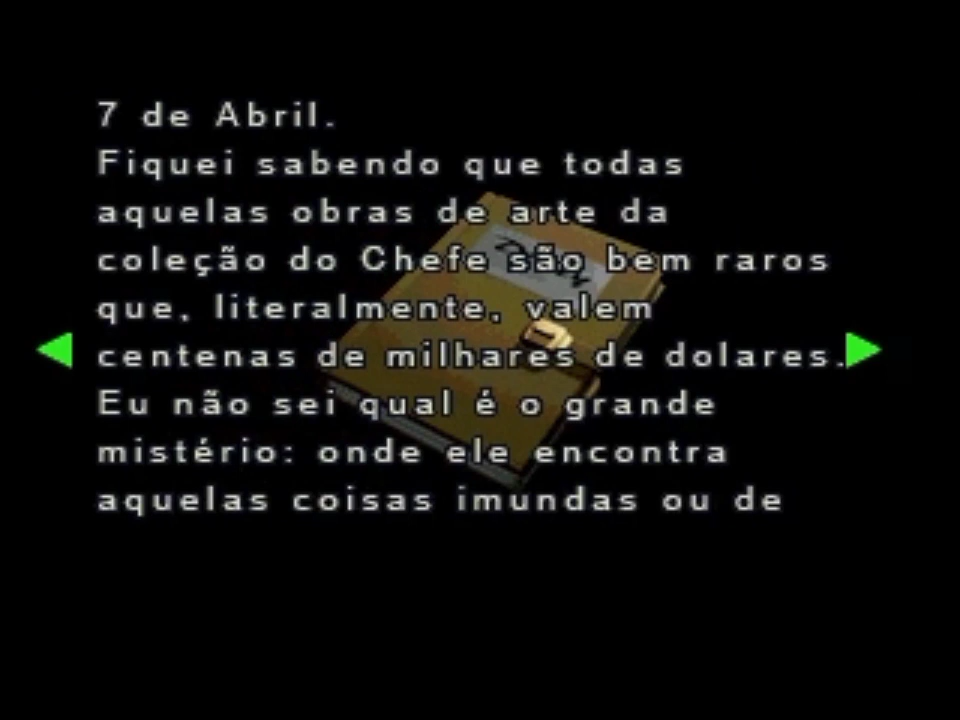 7 de Abril.
Fiquei sabendo que todas
aquelas obras de arte da
coleção do Chefe são bem raros
que, literalmente, valem
centenas de milhares de dolares.
Eu não sei qual é o grande
mistério: onde ele encontra
aquelas coisas imundas ou de